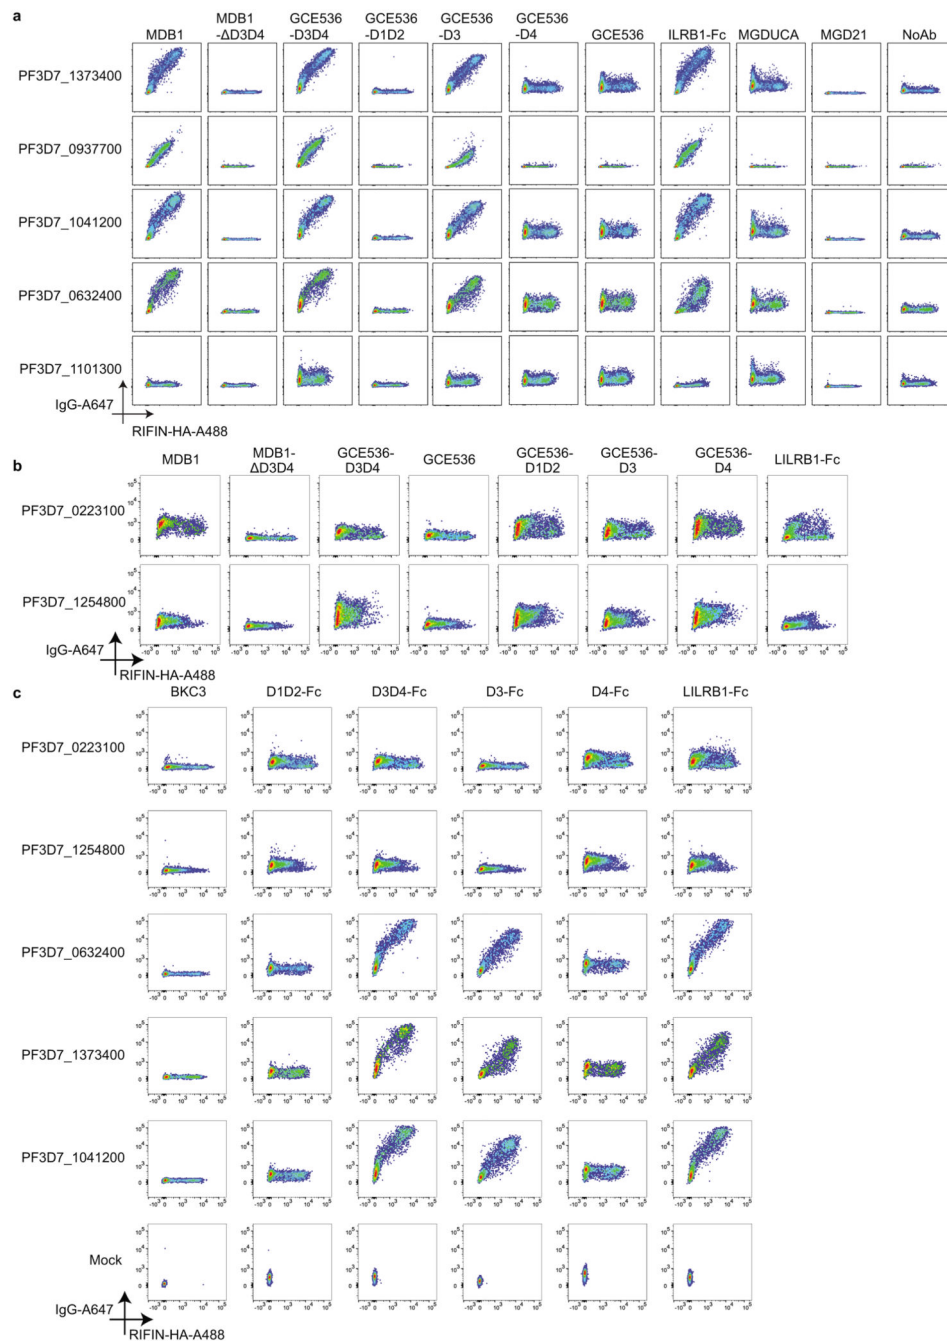 a
MDB1
MDB1
-ΔD3D4
GCE536
-D3D4
GCE536
-D1D2
GCE536
-D3
GCE536
-D4
GCE536
ILRB1-Fc
MGDUCA
MGD21
NoAb
PF3D7_1373400
PF3D7_0937700
PF3D7_1041200
PF3D7_0632400
PF3D7_1101300
IgG-A647
RIFIN-HA-A488
b
MDB1
MDB1-
ΔD3D4
GCE536-
D3D4
GCE536
GCE536-
D1D2
GCE536-
D3
GCE536-
D4
LILRB1-Fc
PF3D7_0223100
PF3D7_1254800
IgG-A647
RIFIN-HA-A488
c
BKC3
D1D2-Fc
D3D4-Fc
D3-Fc
D4-Fc
LILRB1-Fc
PF3D7_0223100
PF3D7_1254800
PF3D7_0632400
PF3D7_1373400
PF3D7_1041200
Mock
IgG-A647
RIFIN-HA-A488